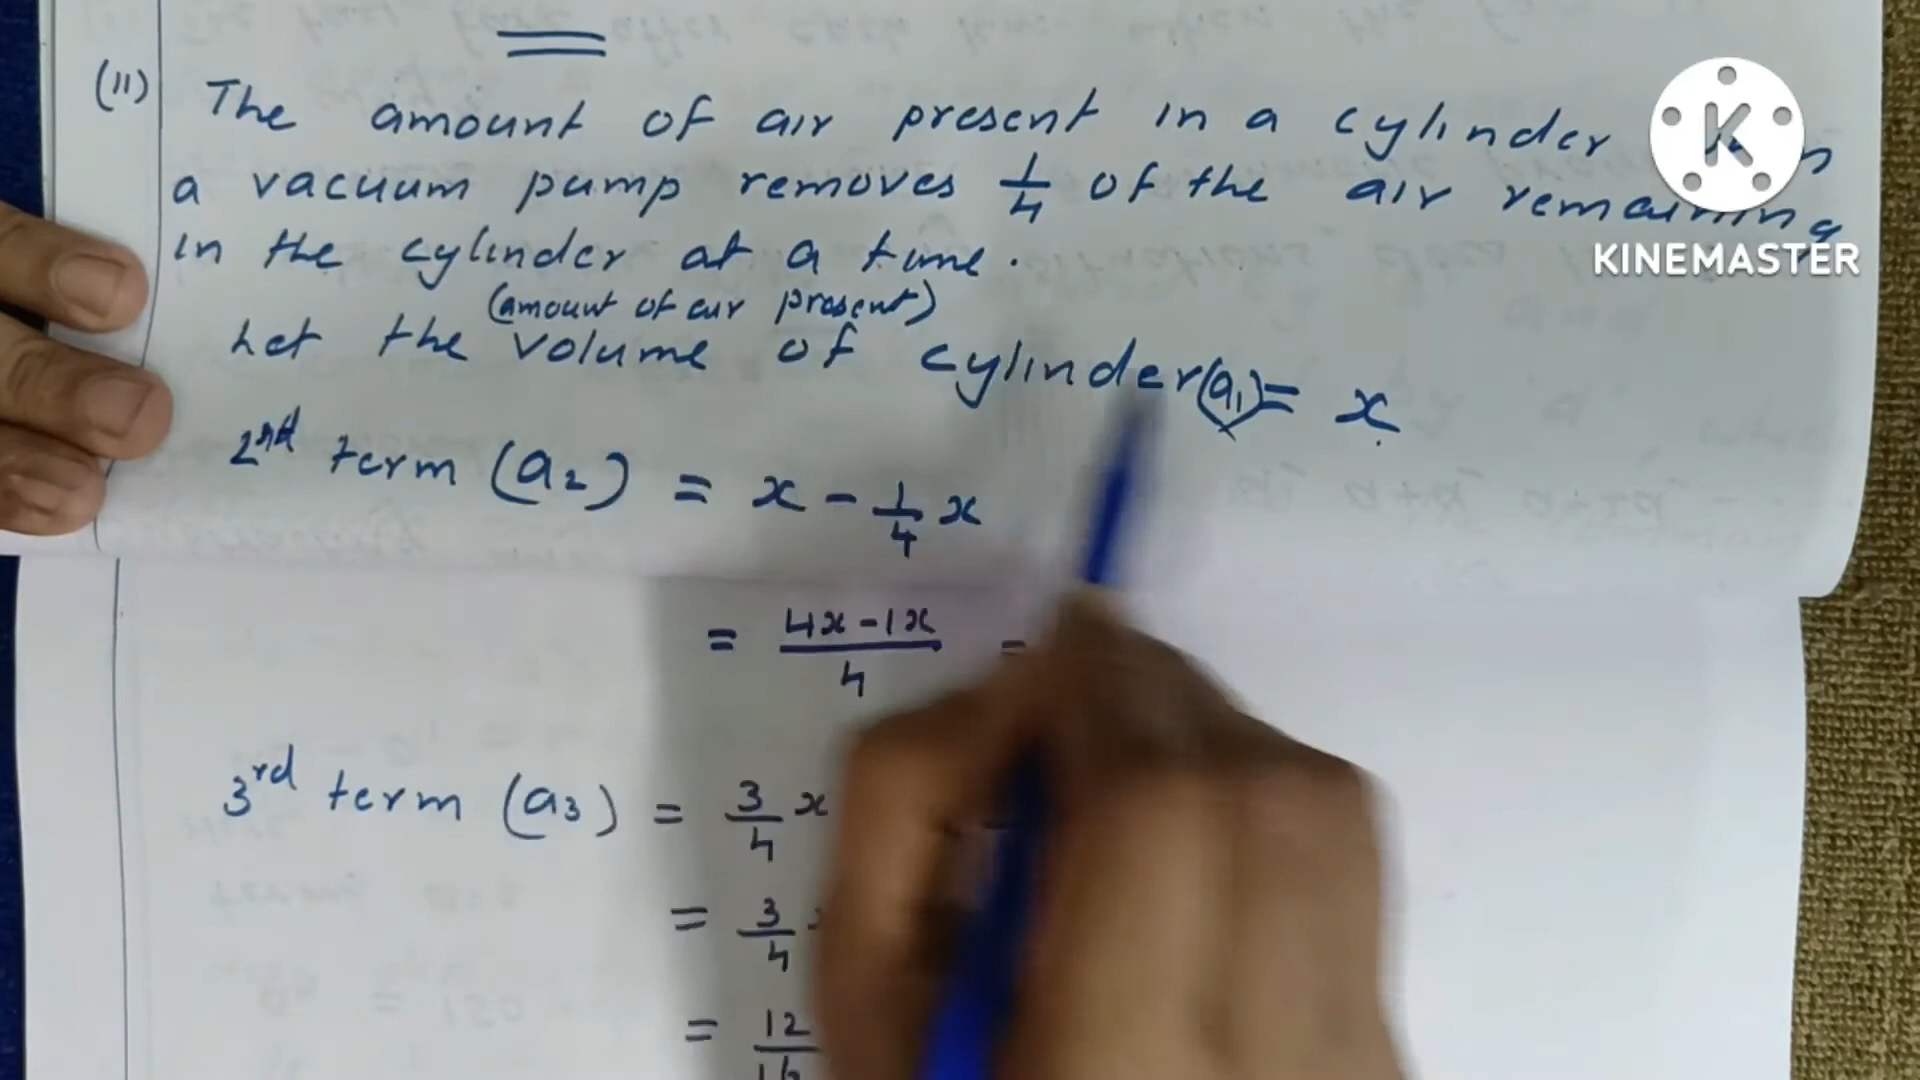 (11) The amount of air present in a cylinder
a vacuum pump removes 1/4 of the air remaining
in the cylinder at a time.
(amount of air present)
Let the volume of cylinder (a₁) = x
2nd term (a₂) = x - 1/4 x
= 4x - 1x / 4 =
3rd term (a₃) = 3/4 x
= 3/4
= 12/16
K
KINEMASTER